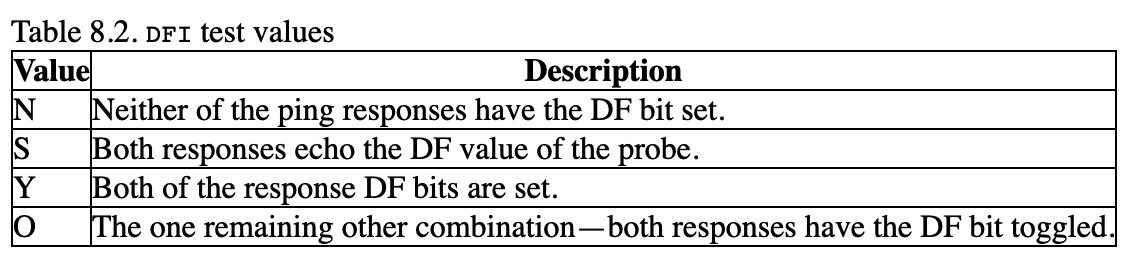 Table 8.2. DFI test values
Value Description
N Neither of the ping responses have the DF bit set.
S Both responses echo the DF value of the probe.
Y Both of the response DF bits are set.
O The one remaining other combination—both responses have the DF bit toggled.